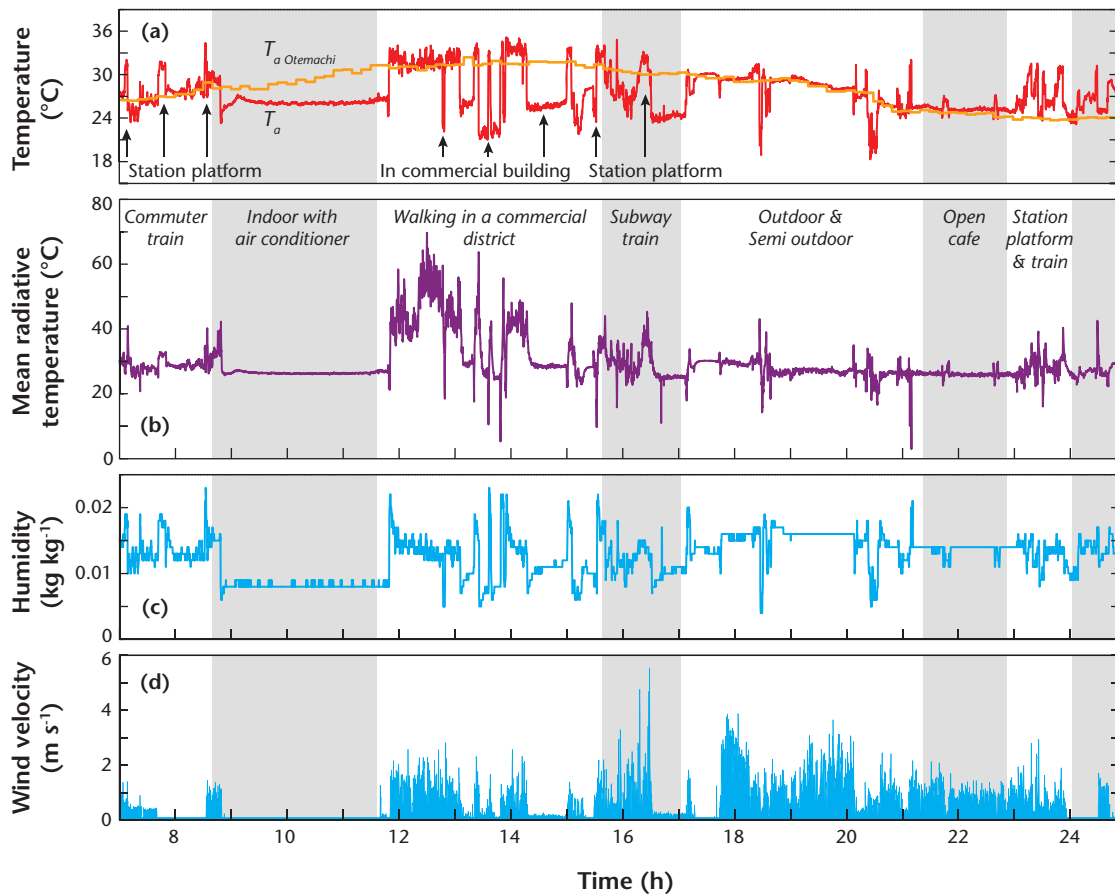 (a)
T a Otemachi
T a
Temperature
(°C)
36
30
24
18
Station platform
In commercial building
Station platform
80
60
40
20
0
Mean radiative
temperature (°C)
Commuter
train
Indoor with
air conditioner
Walking in a commercial
district
Subway
train
Outdoor &
Semi outdoor
Open
cafe
Station
platform
& train
(b)
Humidity
(kg kg-1)
0.02
0.01
0
(c)
Wind velocity
(m s-1)
6
4
2
0
(d)
8
10
12
14
16
18
20
22
24
Time (h)